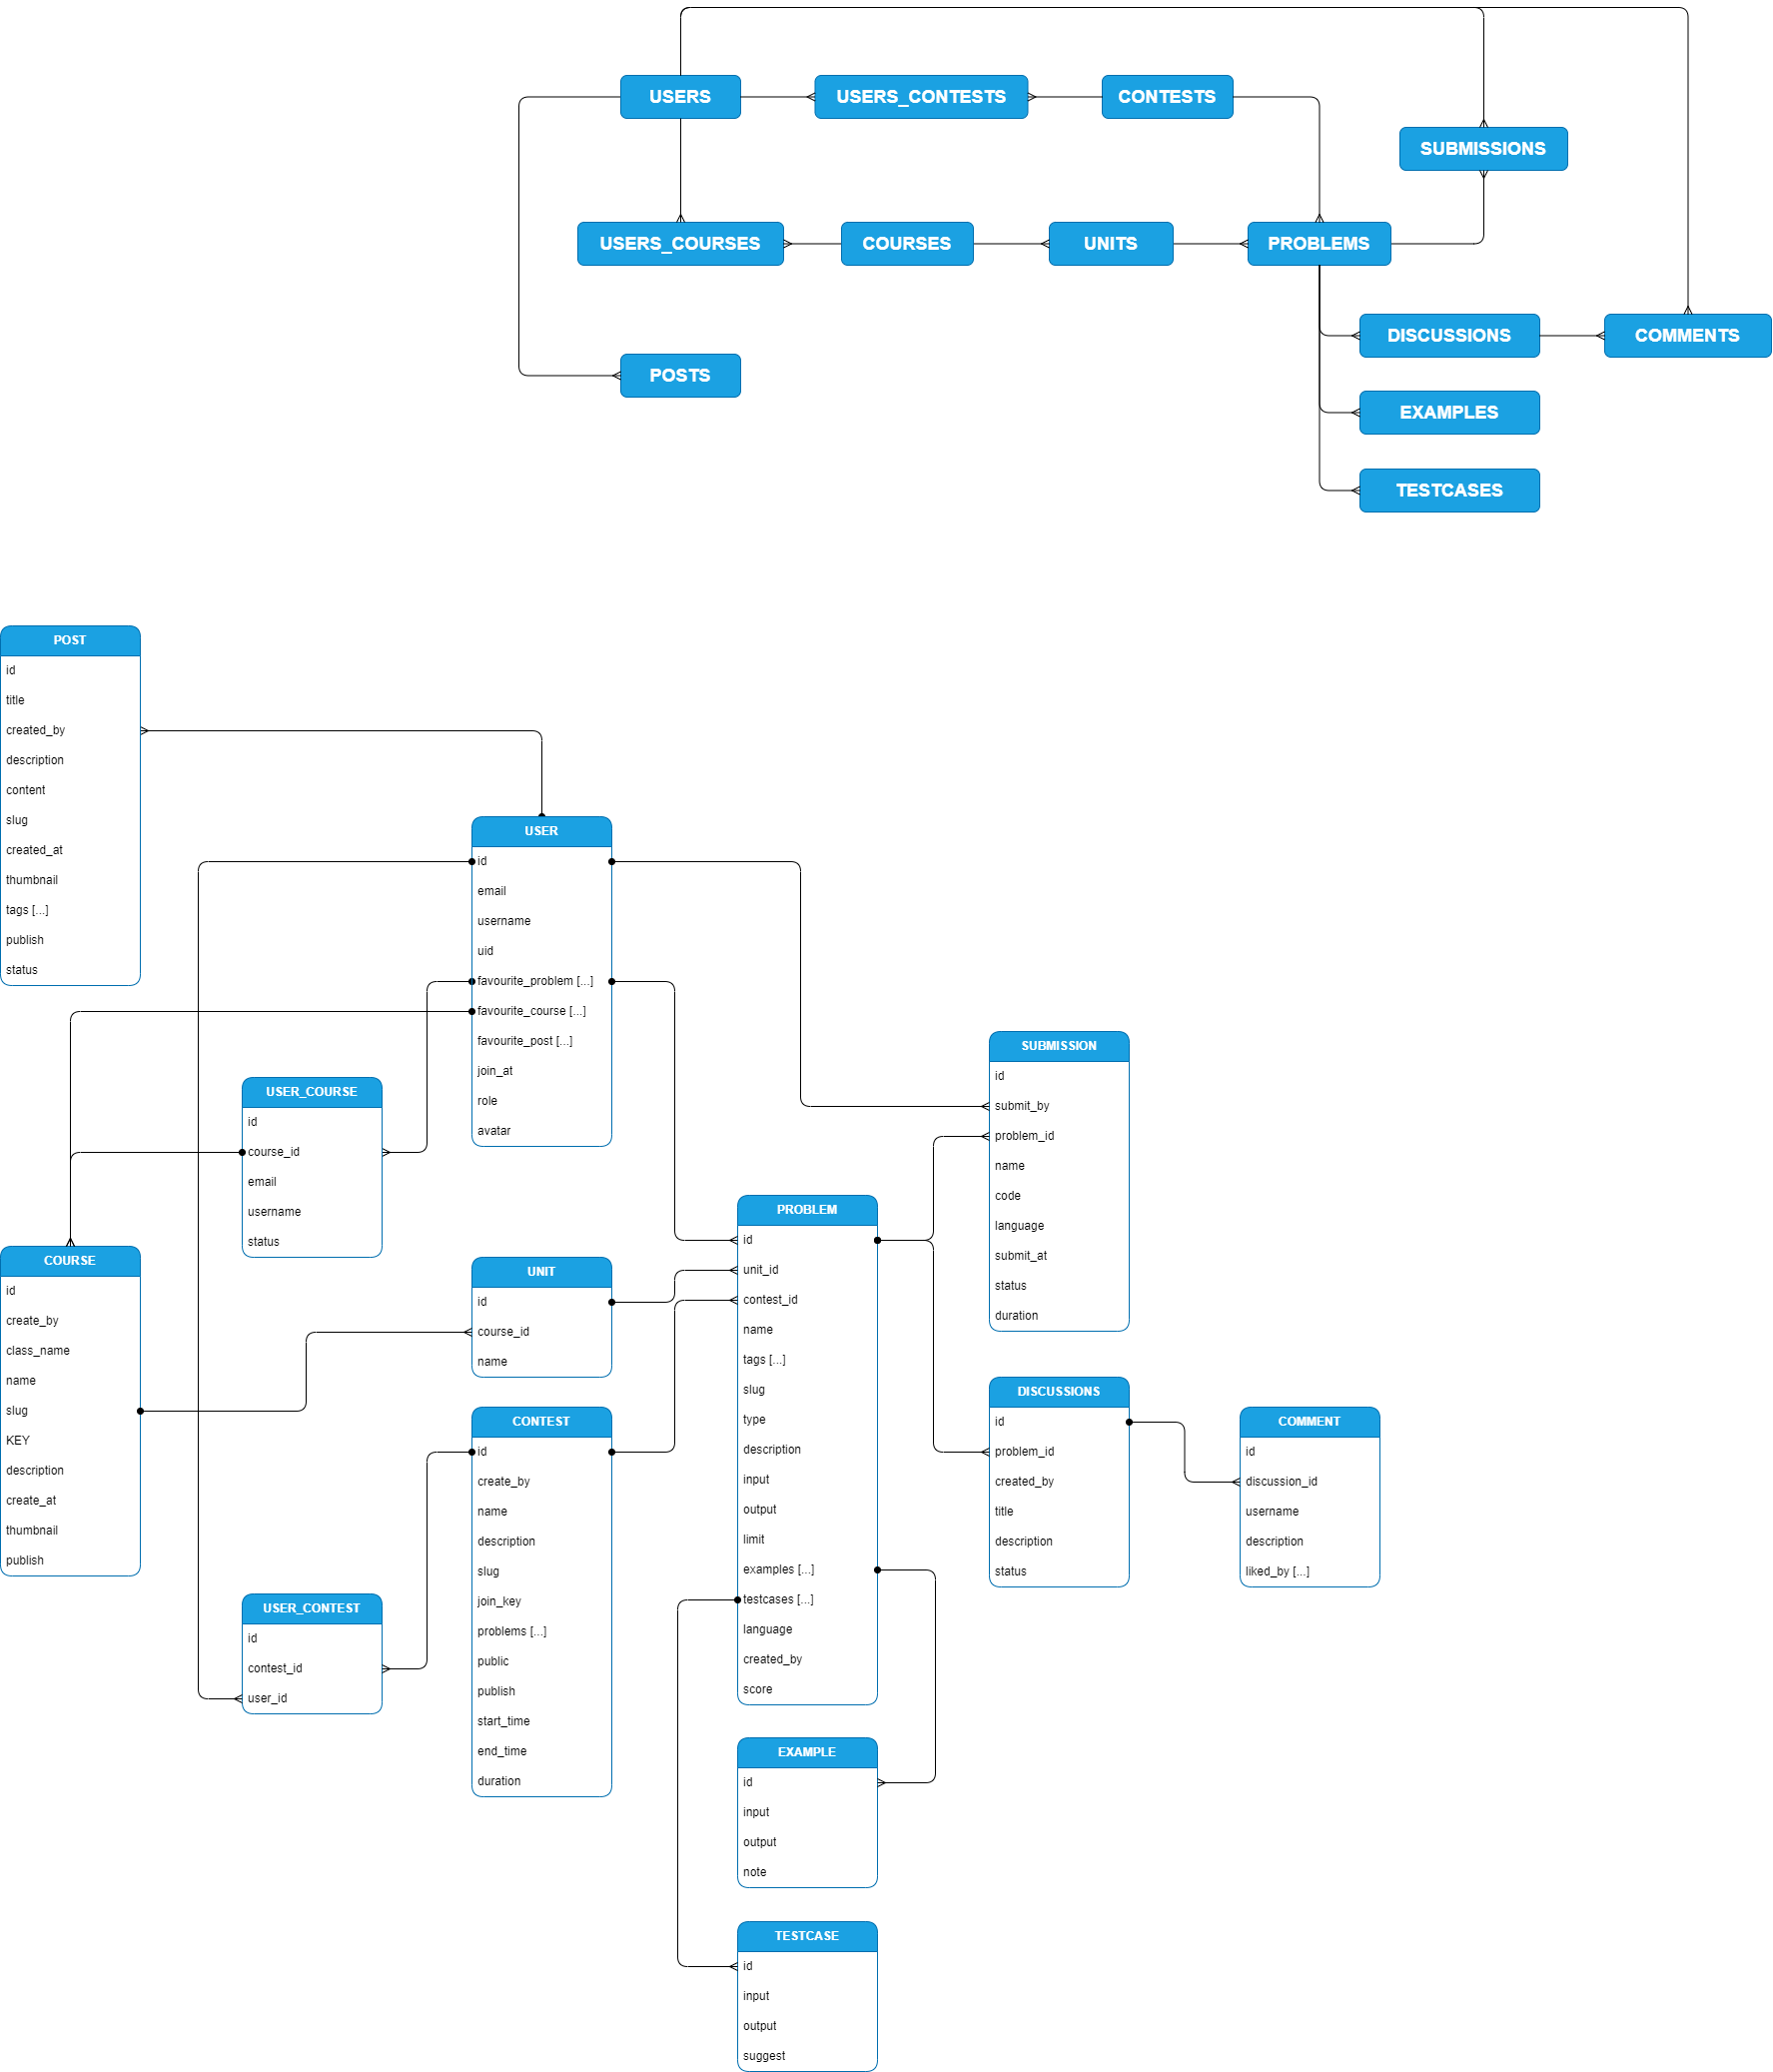 USERS
USERS_CONTESTS
CONTESTS
SUBMISSIONS
USERS_COURSES
COURSES
UNITS
PROBLEMS
DISCUSSIONS
COMMENTS
POSTS
EXAMPLES
TESTCASES
POST
id
title
created_by
description
content
slug
created_at
thumbnail
tags [...]
publish
status
USER
id
email
username
uid
favourite_problem [...]
favourite_course [...]
favourite_post [...]
join_at
role
avatar
SUBMISSION
id
submit_by
problem_id
name
code
language
submit_at
status
duration
USER_COURSE
id
course_id
email
username
status
COURSE
id
create_by
class_name
name
slug
KEY
description
create_at
thumbnail
publish
UNIT
id
course_id
name
PROBLEM
id
unit_id
contest_id
name
tags [...]
slug
type
description
input
output
limit
examples [...]
testcases [...]
language
created_by
score
DISCUSSIONS
id
problem_id
created_by
title
description
status
COMMENT
id
discussion_id
username
description
liked_by [...]
CONTEST
id
create_by
name
description
slug
join_key
problems [...]
public
publish
start_time
end_time
duration
USER_CONTEST
id
contest_id
user_id
EXAMPLE
id
input
output
note
TESTCASE
id
input
output
suggest